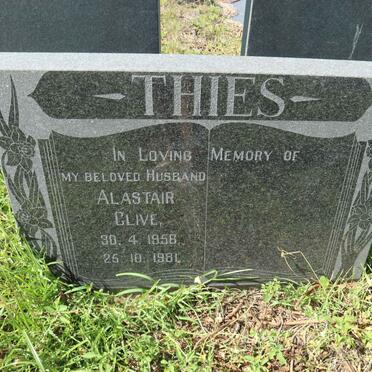 THIES
IN LOVING MEMORY OF
MY BELOVED HUSBAND
ALASTAIR
CLIVE.
30. 4. 1958.
25. 10. 1981.